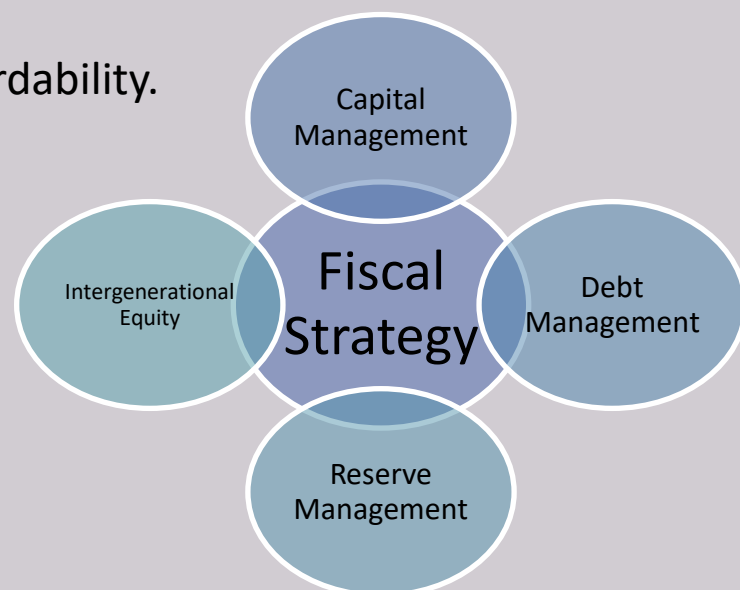 rdability.
Capital
Management
Intergenerational
Equity
Fiscal
Strategy
Debt
Management
Reserve
Management